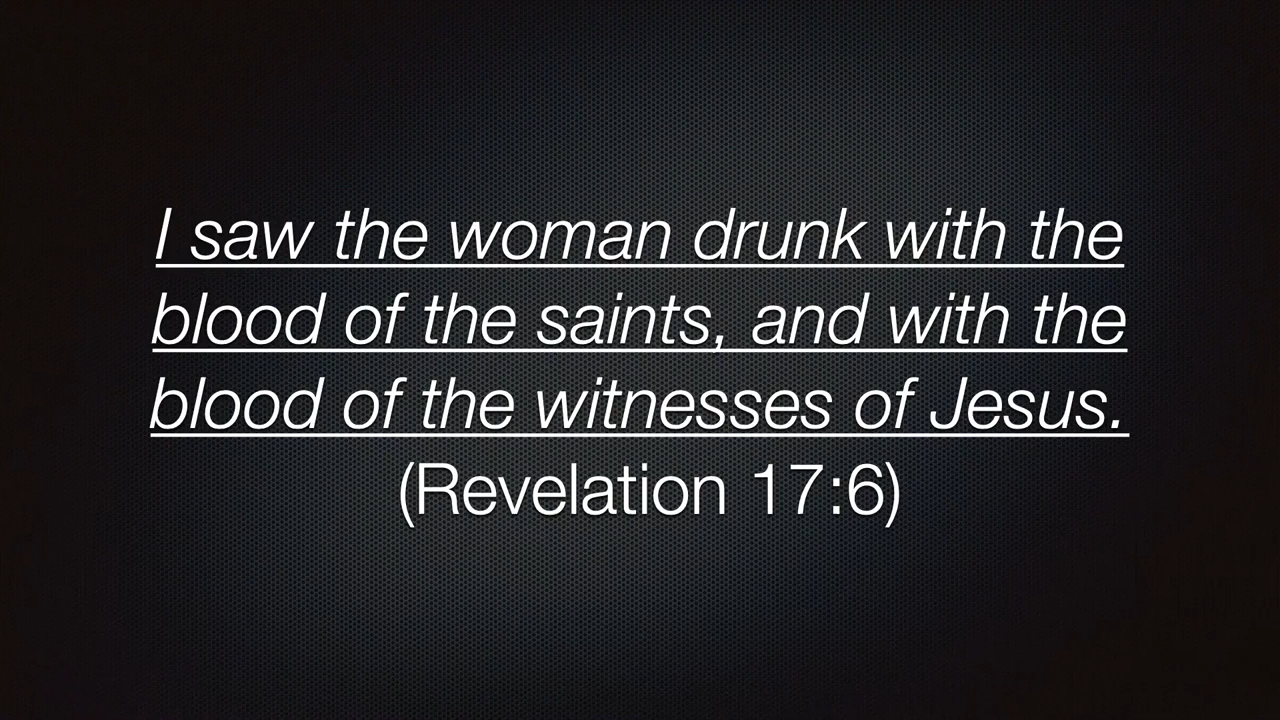 I saw the woman drunk with the
blood of the saints, and with the
blood of the witnesses of Jesus.
(Revelation 17:6)